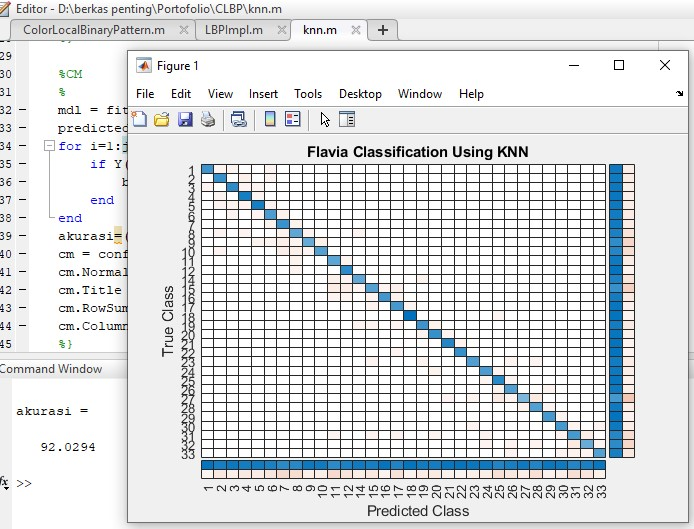 Editor - D:\berkas penting\Portofolio\CLBP\knn.m
ColorLocalBinaryPattern.m × LBPImpl.m × knn.m × +
29
30 %CM
31 %
32 – mdl = fit
33 – predicted
34 – for i=1:j
35 – if Y(
36 – b
37 – end
38 – end
39 – akurasi=(
40 – cm = conf
41 – cm.Normal
42 – cm.Title
43 – cm.RowSum
44 – cm.Column
45 %}
Command Window
akurasi =
92.0294
fx >>
Figure 1
File Edit View Insert Tools Desktop Window Help
Flavia Classification Using KNN
True Class
1
2
3
4
5
6
7
8
9
10
11
12
14
15
16
17
18
19
20
21
22
23
24
25
26
27
28
29
30
31
32
33
1 2 3 4 5 6 7 8 9 10 11 12 14 15 16 17 18 19 20 21 22 23 24 25 26 27 28 29 30 31 32 33
Predicted Class